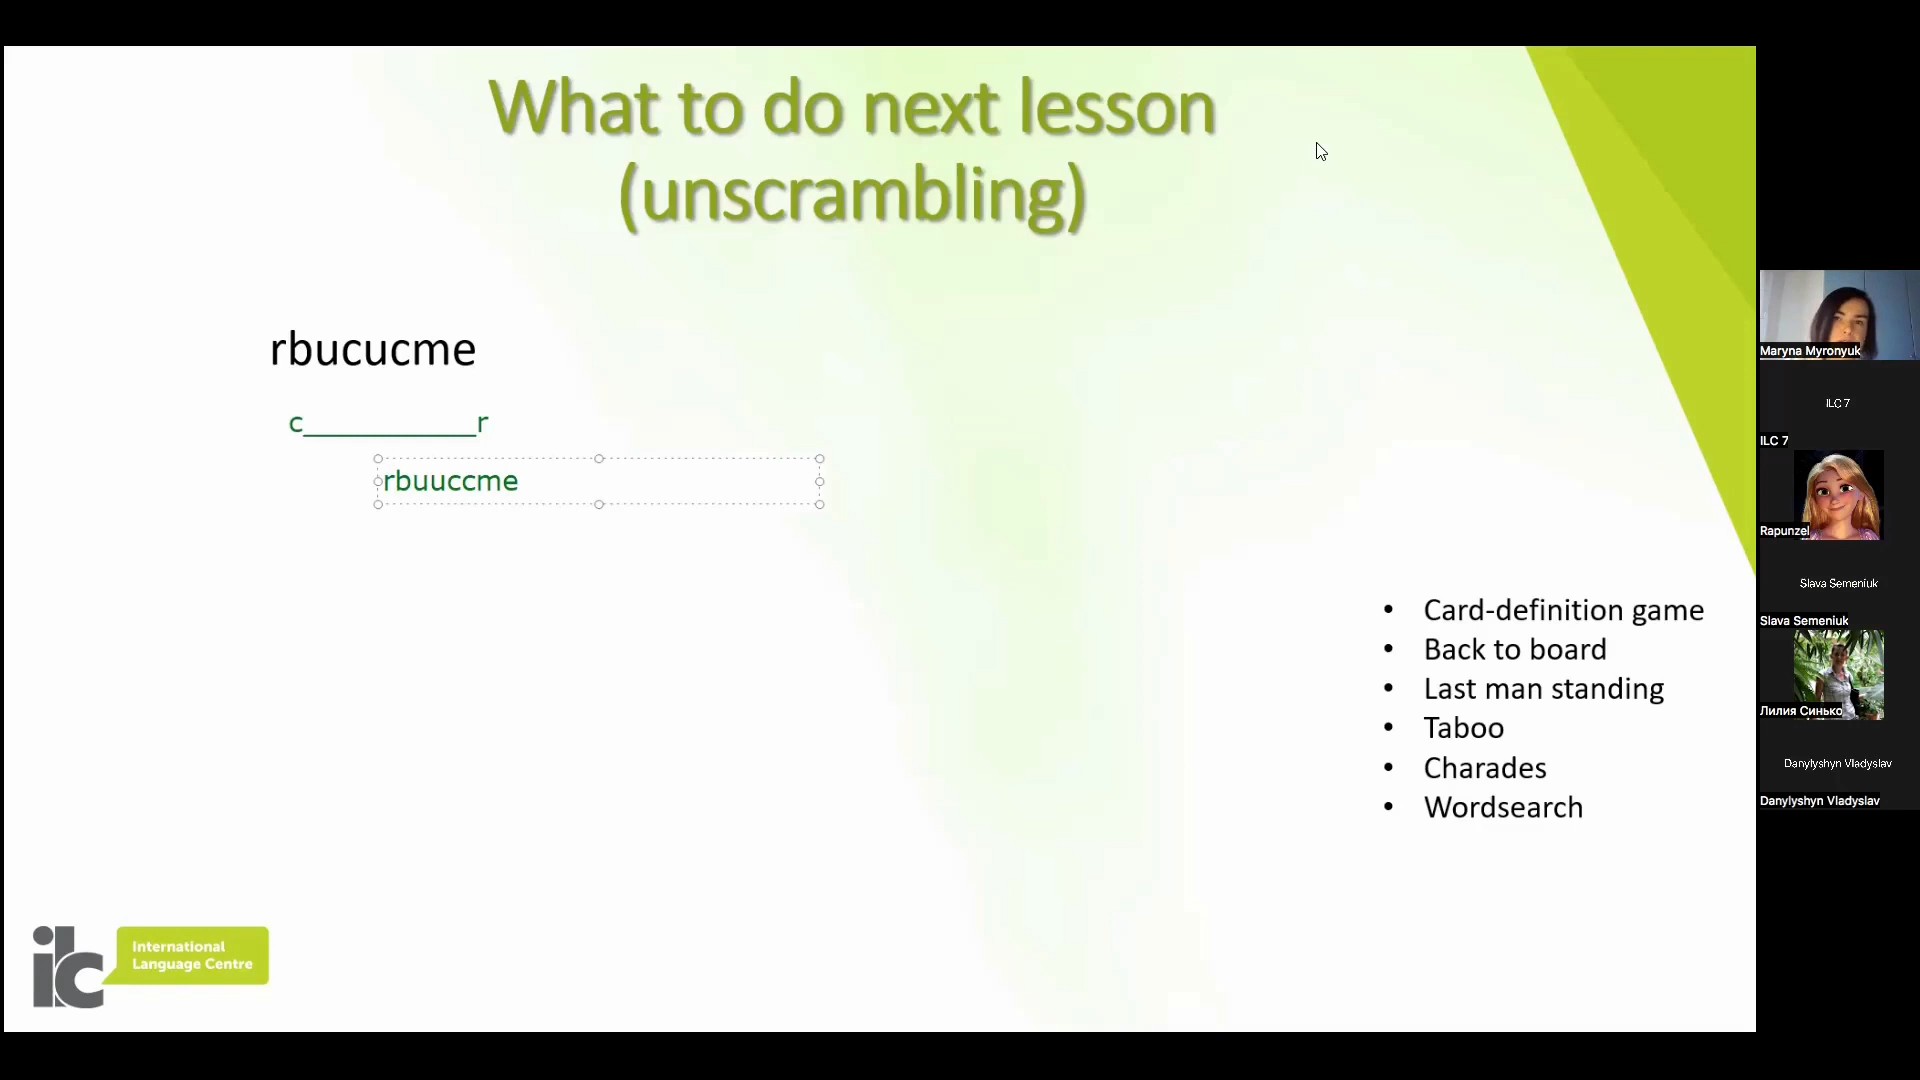 What to do next lesson
(unscrambling)
rbucucme
c___________r
rbuuccme
• Card-definition game
• Back to board
• Last man standing
• Taboo
• Charades
• Wordsearch
ilc
International
Language Centre
Maryna Myronyuk
ILC 7
ILC 7
Rapunzel
Slava Semeniuk
Slava Semeniuk
Лилия Синько
Danylyshyn Vladyslav
Danylyshyn Vladyslav